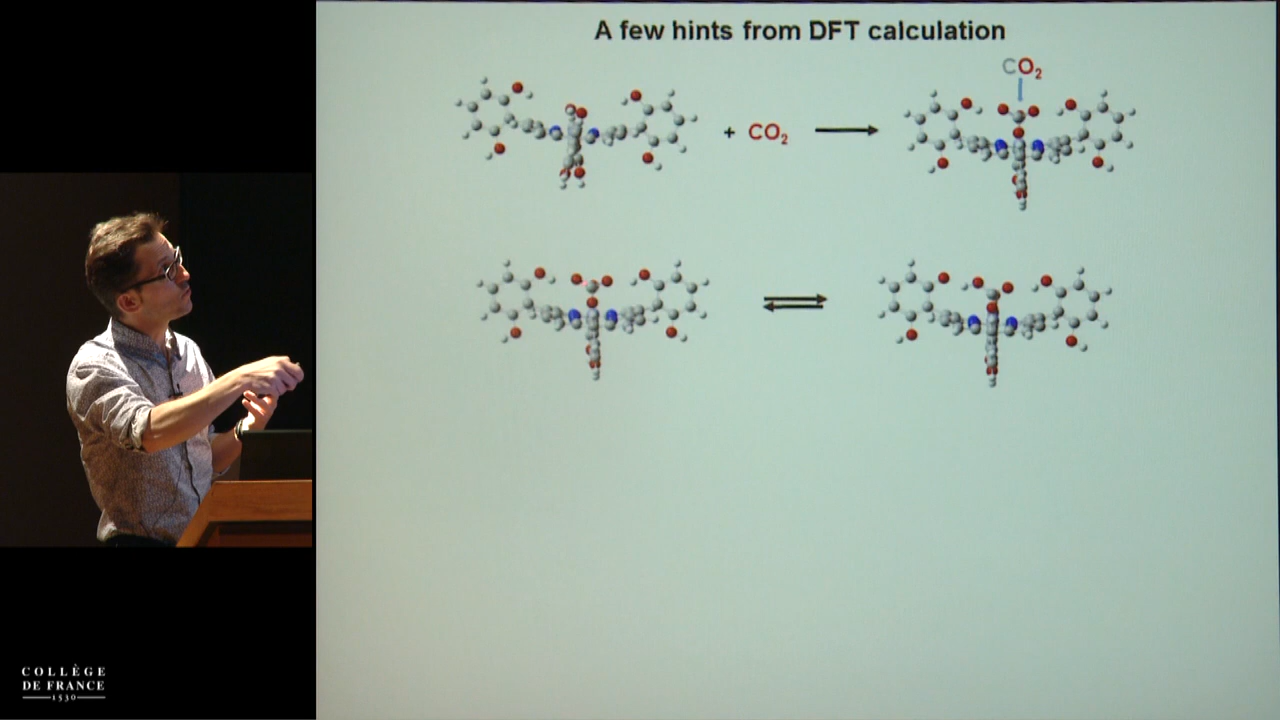 A few hints from DFT calculation
CO₂
+ CO₂
COLLÈGE
DE FRANCE
1530